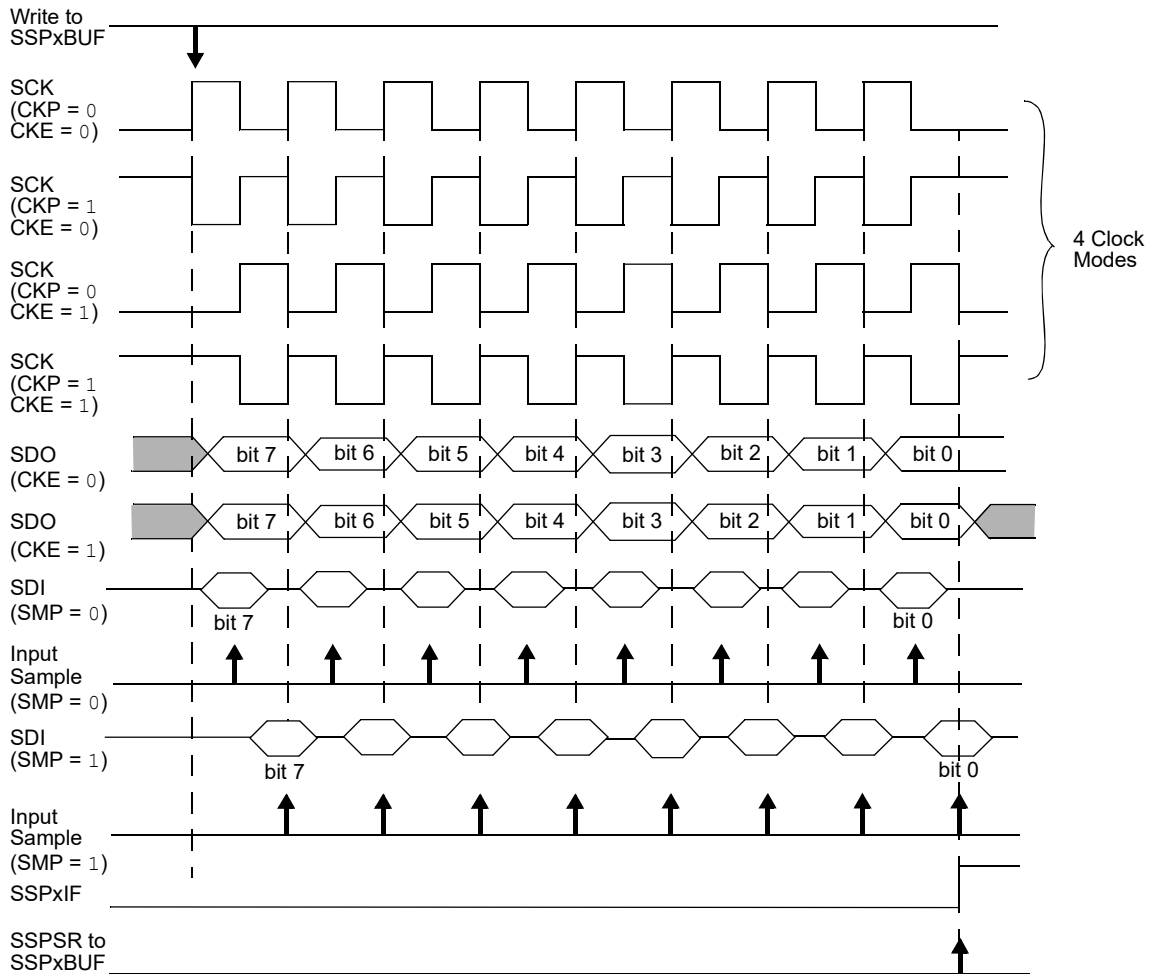 Write to
SSPxBUF
SCK
(CKP = 0
CKE = 0)
SCK
(CKP = 1
CKE = 0)
SCK
(CKP = 0
CKE = 1)
SCK
(CKP = 1
CKE = 1)
4 Clock
Modes
SDO
(CKE = 0)
bit 7 bit 6 bit 5 bit 4 bit 3 bit 2 bit 1 bit 0
SDO
(CKE = 1)
bit 7 bit 6 bit 5 bit 4 bit 3 bit 2 bit 1 bit 0
SDI
(SMP = 0)
bit 7 bit 0
Input
Sample
(SMP = 0)
SDI
(SMP = 1)
bit 7 bit 0
Input
Sample
(SMP = 1)
SSPxIF
SSPSR to
SSPxBUF